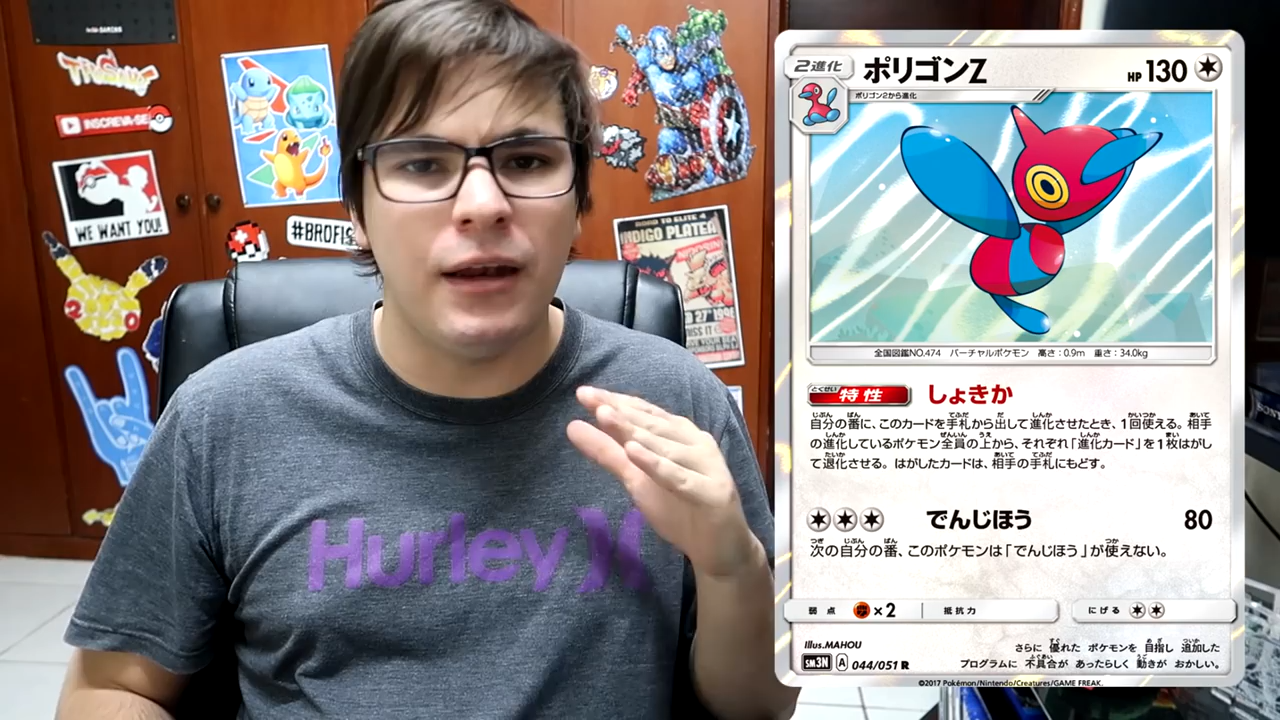 INSCREVA-SE
WE WANT YOU!
#BROFIS
ROAD TO ELITE 4
INDIGO PLATEA
Hurley
2進化
ポリゴンZ
HP 130
ポリゴン2から進化
全国図鑑NO.474 バーチャルポケモン 高さ:0.9m 重さ:34.0kg
とくせい
特性 しょきか
自分の番に、このカードを手札から出して進化させたとき、1回使える。相手
の進化しているポケモン全員の上から、それぞれ「進化カード」を1枚はがし
て退化させる。はがしたカードは、相手の手札にもどす。
でんじほう 80
次の自分の番、このポケモンは「でんじほう」が使えない。
弱点 ×2 抵抗力 にげる
Illus.MAHOU
SM3N A 044/051 R
さらに 優れた ポケモンを 目指し 追加した
プログラムに 不具合が あったらしく 動きが おかしい。
©2017 Pokémon/Nintendo/Creatures/GAME FREAK.